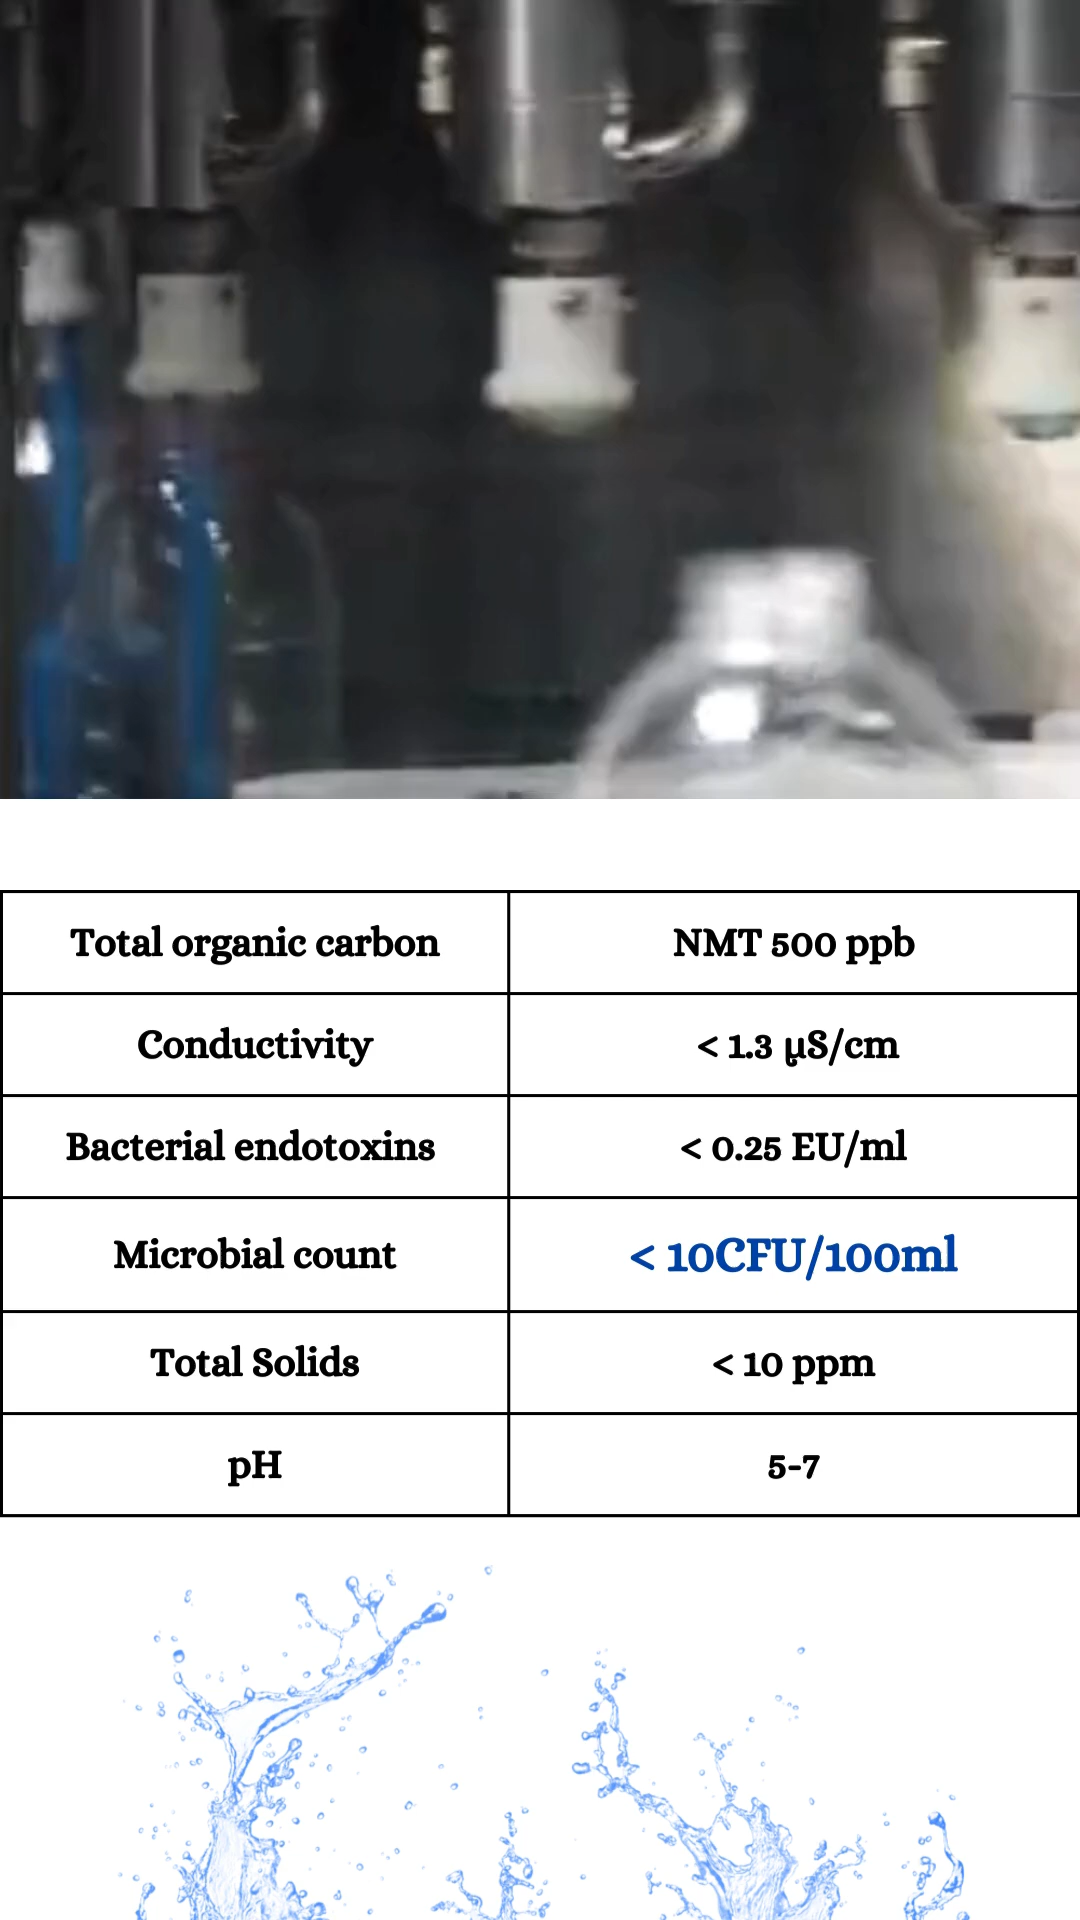 Total organic carbon NMT 500 ppb
Conductivity < 1.3 µS/cm
Bacterial endotoxins < 0.25 EU/ml
Microbial count < 10CFU/100ml
Total Solids < 10 ppm
pH 5-7